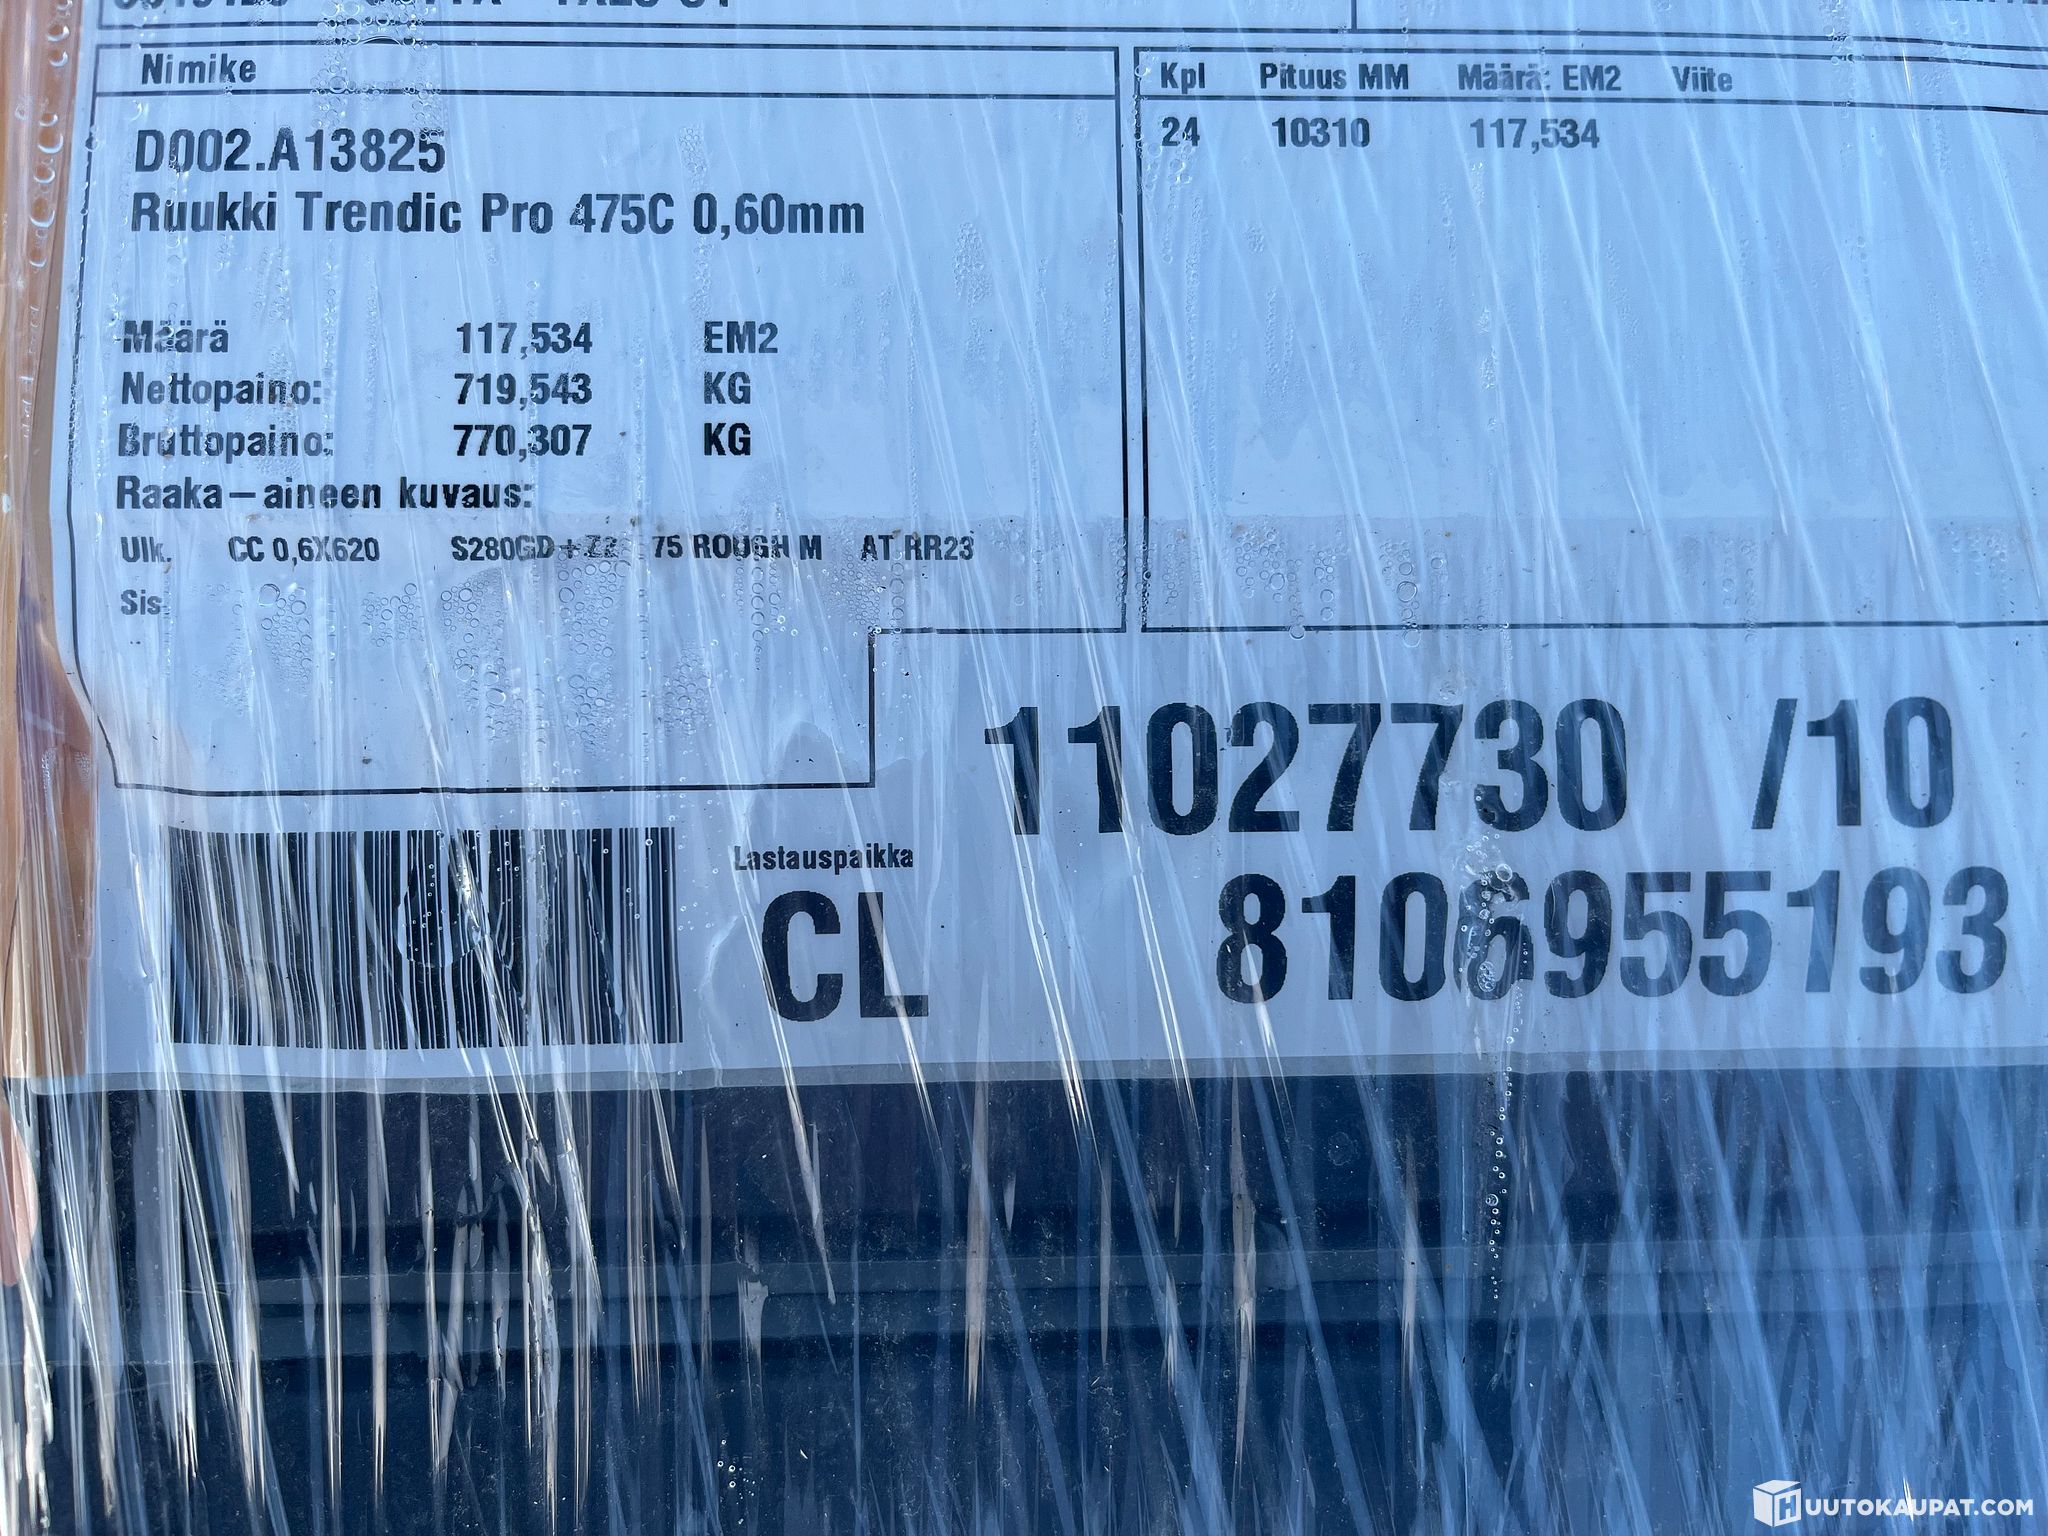 Nimike
D002.A13825
Ruukki Trendic Pro 475C 0,60mm
Määrä 117,534 EM2
Nettopaino: 719,543 KG
Bruttopaino: 770,307 KG
Raaka-aineen kuvaus:
Ulk. CC 0,6X620 S280GD+Z2 75 ROUGH M AT RR23
Sis.
Kpl Pituus MM Määrä: EM2 Viite
24 10310 117,534
11027730 /10
Lastauspaikka
CL 8106955193
HUUTOKAUPAT.COM